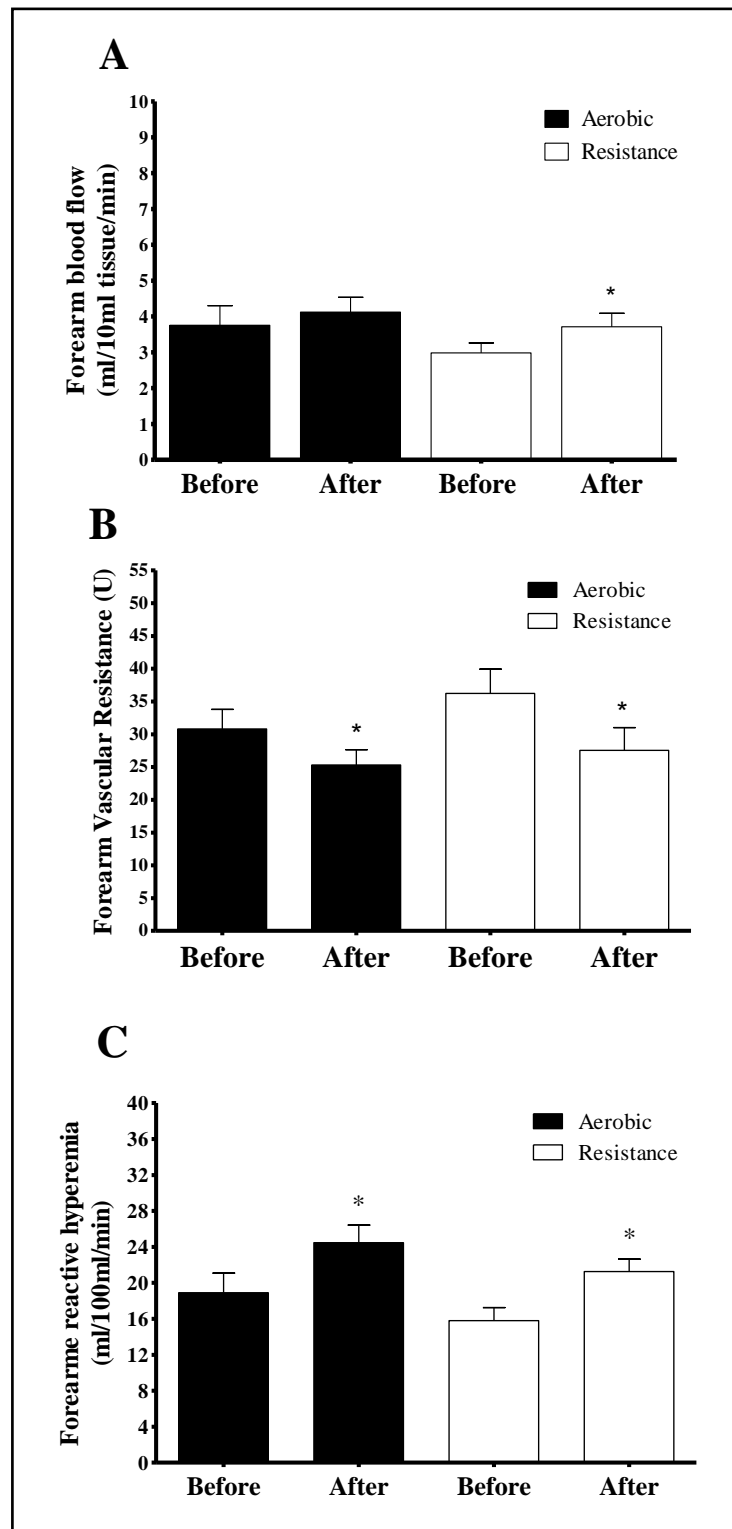 A
Forearm blood flow
(ml/10ml tissue/min)
10
9
8
7
6
5
4
3
2
1
0
Aerobic
Resistance
*
Before After Before After
B
Forearm Vascular Resistance (U)
55
50
45
40
35
30
25
20
15
10
5
0
Aerobic
Resistance
* *
Before After Before After
C
Forearme reactive hyperemia
(ml/100ml/min)
40
36
32
28
24
20
16
12
8
4
0
Aerobic
Resistance
* *
Before After Before After